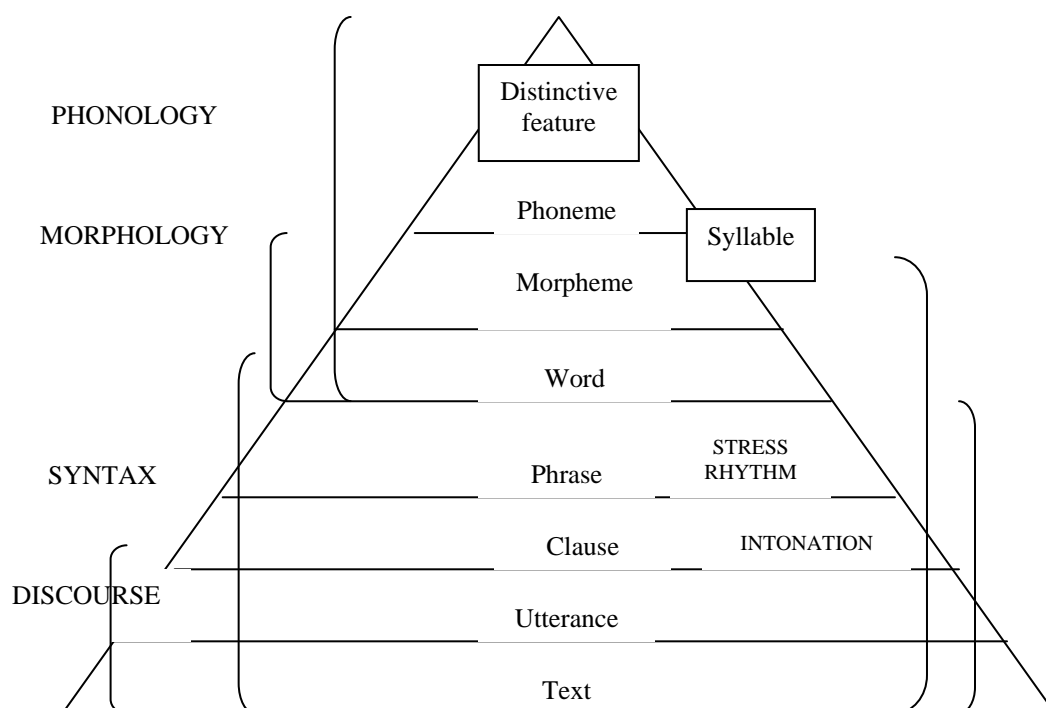 Distinctive
feature
PHONOLOGY
Phoneme
MORPHOLOGY
Syllable
Morpheme
Word
STRESS
RHYTHM
SYNTAX
Phrase
Clause
INTONATION
DISCOURSE
Utterance
Text